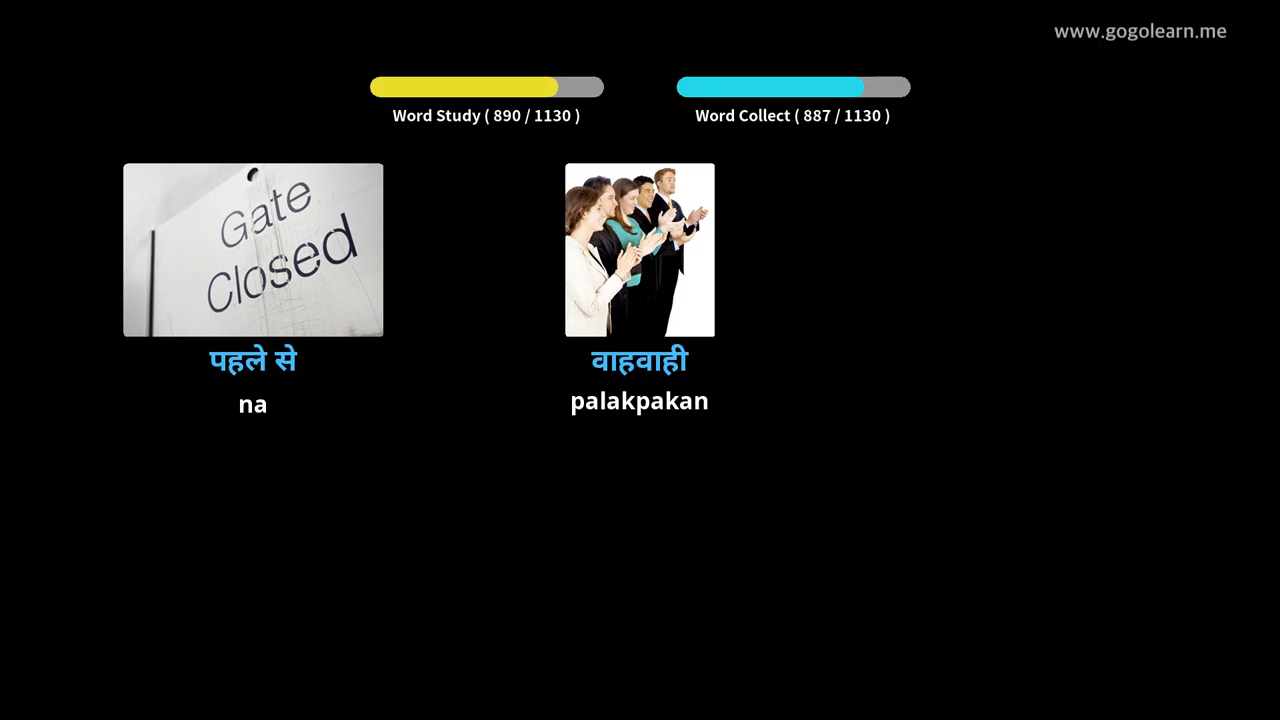 www.gogolearn.me
Word Study ( 890 / 1130 )
Word Collect ( 887 / 1130 )
Gate
Closed
पहले से
na
वाहवाही
palakpakan